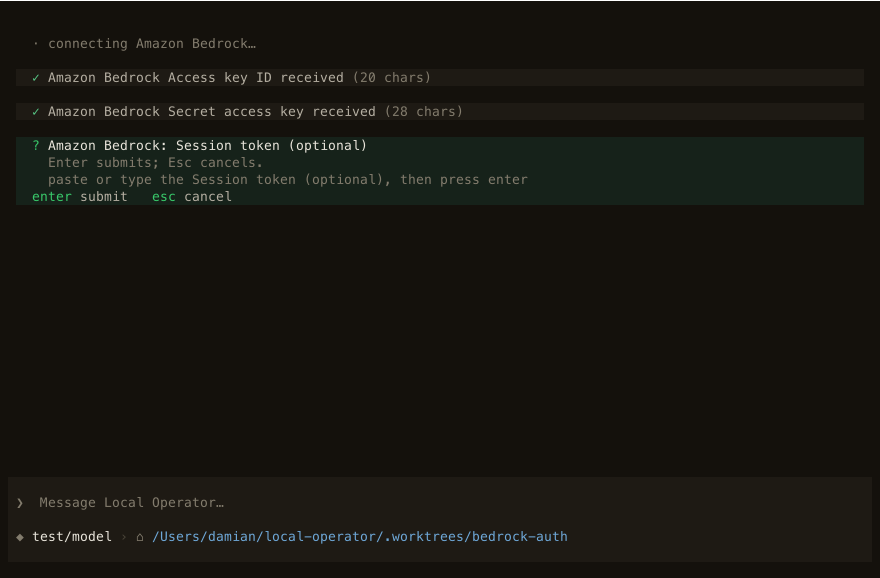 · connecting Amazon Bedrock…
✓ Amazon Bedrock Access key ID received (20 chars)
✓ Amazon Bedrock Secret access key received (28 chars)
? Amazon Bedrock: Session token (optional)
Enter submits; Esc cancels.
paste or type the Session token (optional), then press enter
enter submit   esc cancel
❯ Message Local Operator…
◆ test/model › ⌂ /Users/damian/local-operator/.worktrees/bedrock-auth